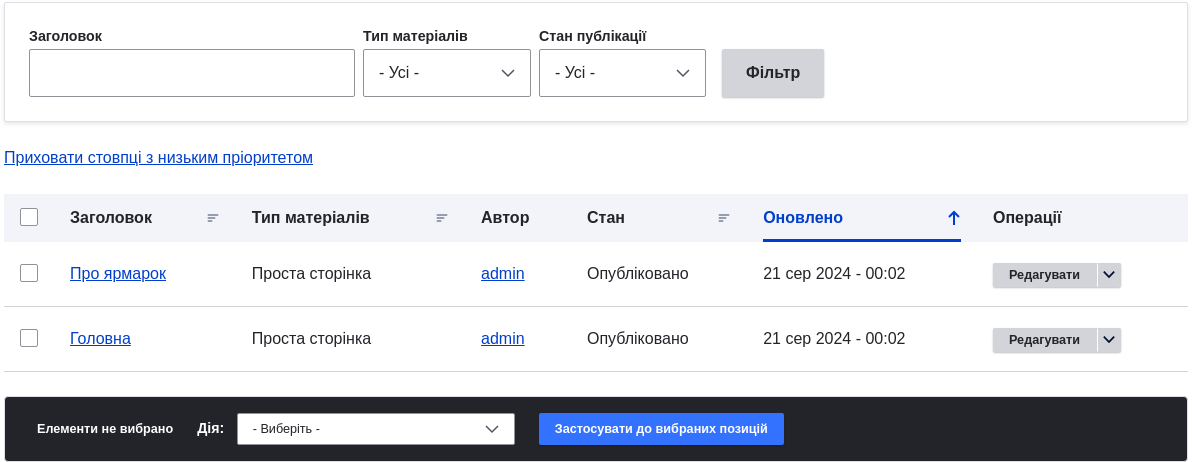 Заголовок Тип матеріалів Стан публікації
- Усі - - Усі - Фільтр
Приховати стовпці з низьким пріоритетом
Заголовок Тип матеріалів Автор Стан Оновлено Операції
Про ярмарок Проста сторінка admin Опубліковано 21 сер 2024 - 00:02 Редагувати
Головна Проста сторінка admin Опубліковано 21 сер 2024 - 00:02 Редагувати
Елементи не вибрано Дія: - Виберіть - Застосувати до вибраних позицій